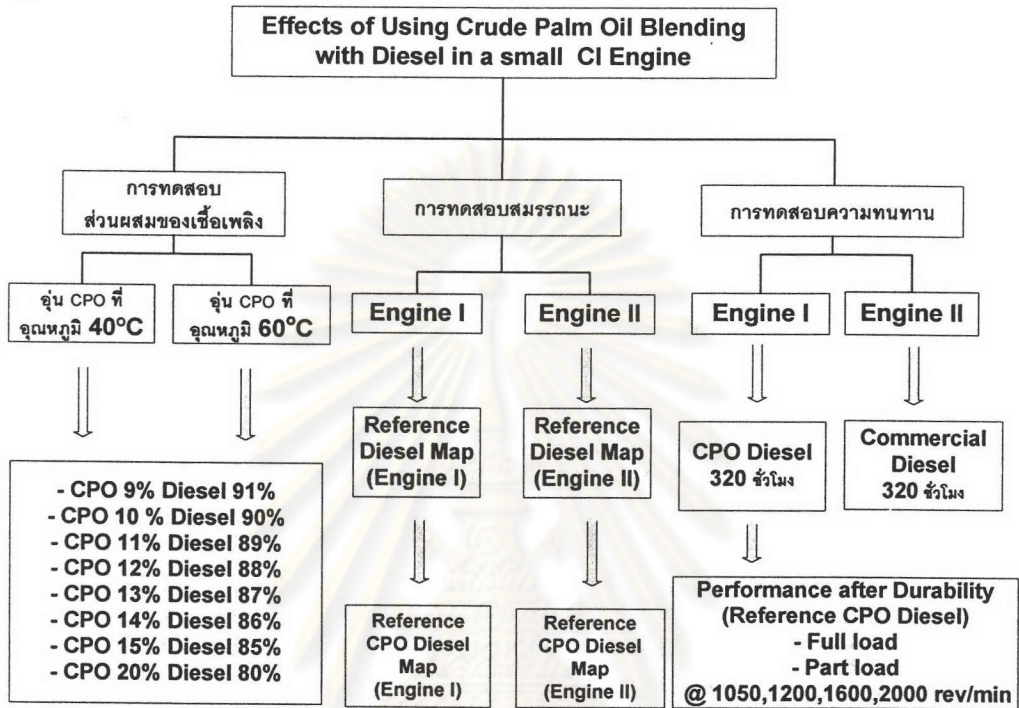 Effects of Using Crude Palm Oil Blending
with Diesel in a small CI Engine
การทดสอบ
ส่วนผสมของเชื้อเพลิง
การทดสอบสมรรถนะ
การทดสอบความทนทาน
อุ่น CPO ที่
อุณหภูมิ 40°C
อุ่น CPO ที่
อุณหภูมิ 60°C
Engine I
Engine II
Engine I
Engine II
Reference
Diesel Map
(Engine I)
Reference
Diesel Map
(Engine II)
CPO Diesel
320 ชั่วโมง
Commercial
Diesel
320 ชั่วโมง
- CPO 9% Diesel 91%
- CPO 10 % Diesel 90%
- CPO 11% Diesel 89%
- CPO 12% Diesel 88%
- CPO 13% Diesel 87%
- CPO 14% Diesel 86%
- CPO 15% Diesel 85%
- CPO 20% Diesel 80%
Reference
CPO Diesel
Map
(Engine I)
Reference
CPO Diesel
Map
(Engine II)
Performance after Durability
(Reference CPO Diesel)
- Full load
- Part load
@ 1050,1200,1600,2000 rev/min